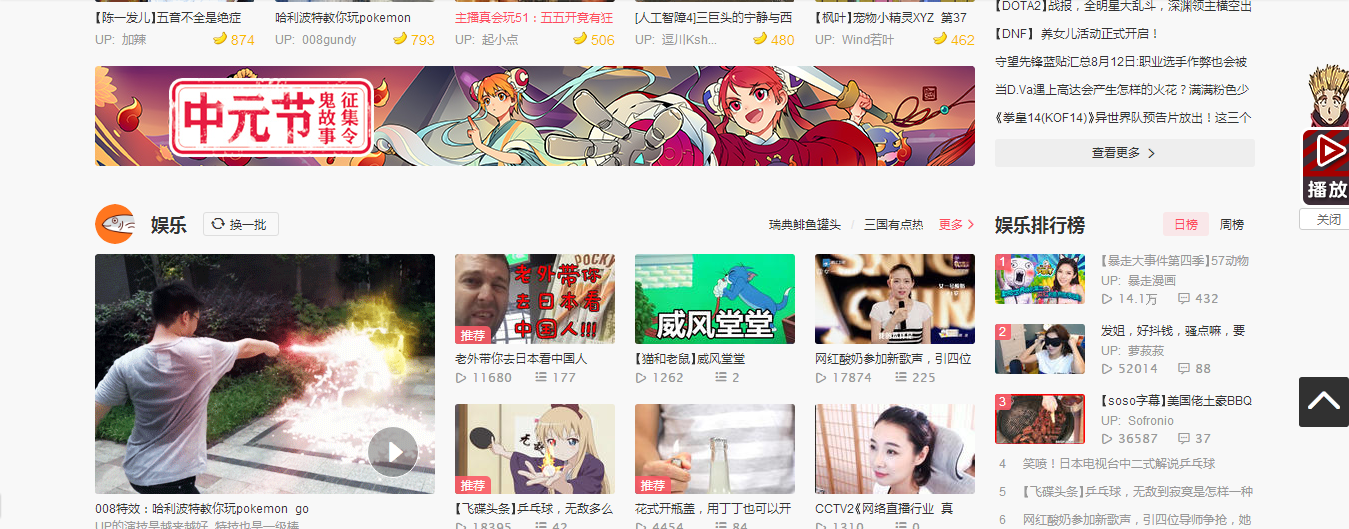 【陈一发儿】五音不全是绝症
哈利波特教你玩pokemon
主播真会玩51：五五开竞有狂
[人工智障4]三巨头的宁静与西
【枫叶】宠物小精灵XYZ 第37
UP: 加辣 874
UP: 008gundy 793
UP: 起小点 506
UP: 逗川Ksh... 480
UP: Wind若叶 462
【DOTA2】战报，全明星大乱斗，深渊领主横空出
【DNF】 养女儿活动正式开启！
守望先锋蓝贴汇总8月12日:职业选手作弊也会被
当D.Va遇上高达会产生怎样的火花？满满粉色少
《拳皇14(KOF14)》异世界队预告片放出！这三个
查看更多
中元节
鬼故事
征集令
播放
关闭
娱乐
换一批
瑞典鲱鱼罐头 / 三国有点热
更多
老外带你
去日本看
中国人!!!
推荐
老外带你去日本看中国人
11680 177
威风堂堂
【猫和老鼠】威风堂堂
1262 2
网红酸奶参加新歌声，引四位
17874 225
008特效：哈利波特教你玩pokemon go
UP的演技是越来越好, 特技也是一级棒
推荐
【飞碟头条】乒乓球，无敌多么
18395 42
推荐
花式开瓶盖，用丁丁也可以开
4454 84
CCTV2《网络直播行业 真
1310 0
娱乐排行榜
日榜
周榜
1
【暴走大事件第四季】57动物
UP: 暴走漫画
14.1万 432
2
发姐，好抖钱，骚点嘛，要
UP: 萝菽菽
52014 88
3
【soso字幕】美国佬土豪BBQ
UP: Sofronio
36587 37
4 笑喷！日本电视台中二式解说乒乓球
5 【飞碟头条】乒乓球，无敌到寂寞是怎样一种
6 网红酸奶参加新歌声，引四位导师争抢，她